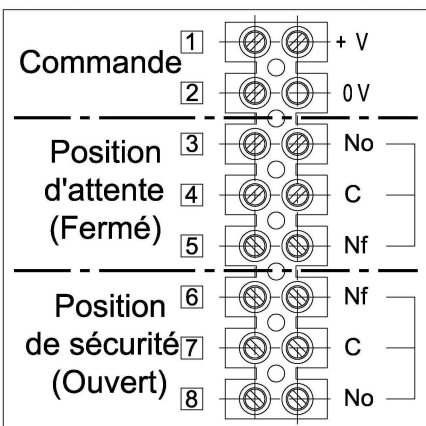 Commande
1 + V
2 0 V
Position
d'attente
(Fermé)
3 No
4 C
5 Nf
Position
de sécurité
(Ouvert)
6 Nf
7 C
8 No